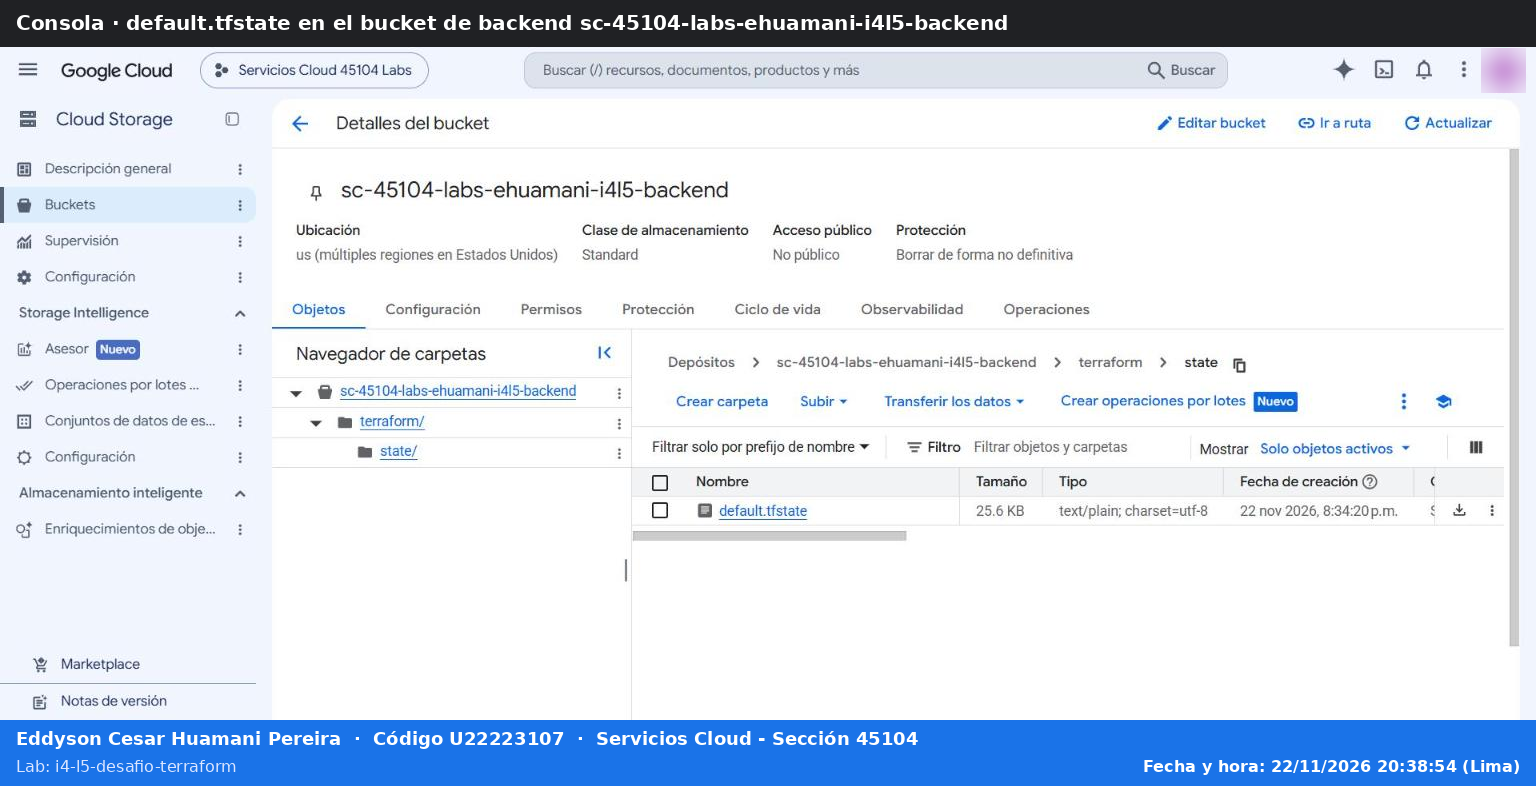 Consola · default.tfstate en el bucket de backend sc-45104-labs-ehuamani-i4l5-backend
Google Cloud
Servicios Cloud 45104 Labs
Buscar (/) recursos, documentos, productos y más
Buscar
Cloud Storage
Descripción general
Buckets
Supervisión
Configuración
Storage Intelligence
Asesor Nuevo
Operaciones por lotes ...
Conjuntos de datos de es...
Configuración
Almacenamiento inteligente
Enriquecimientos de obje...
Marketplace
Notas de versión
Detalles del bucket
Editar bucket
Ir a ruta
Actualizar
sc-45104-labs-ehuamani-i4l5-backend
Ubicación Clase de almacenamiento Acceso público Protección
us (múltiples regiones en Estados Unidos) Standard No público Borrar de forma no definitiva
Objetos Configuración Permisos Protección Ciclo de vida Observabilidad Operaciones
Navegador de carpetas
sc-45104-labs-ehuamani-i4l5-backend
terraform/
state/
Depósitos sc-45104-labs-ehuamani-i4l5-backend terraform state
Crear carpeta Subir Transferir los datos Crear operaciones por lotes Nuevo
Filtrar solo por prefijo de nombre Filtro Filtrar objetos y carpetas Mostrar Solo objetos activos
Nombre Tamaño Tipo Fecha de creación
default.tfstate 25.6 KB text/plain; charset=utf-8 22 nov 2026, 8:34:20 p.m.
Eddyson Cesar Huamani Pereira · Código U22223107 · Servicios Cloud - Sección 45104
Lab: i4-l5-desafio-terraform
Fecha y hora: 22/11/2026 20:38:54 (Lima)